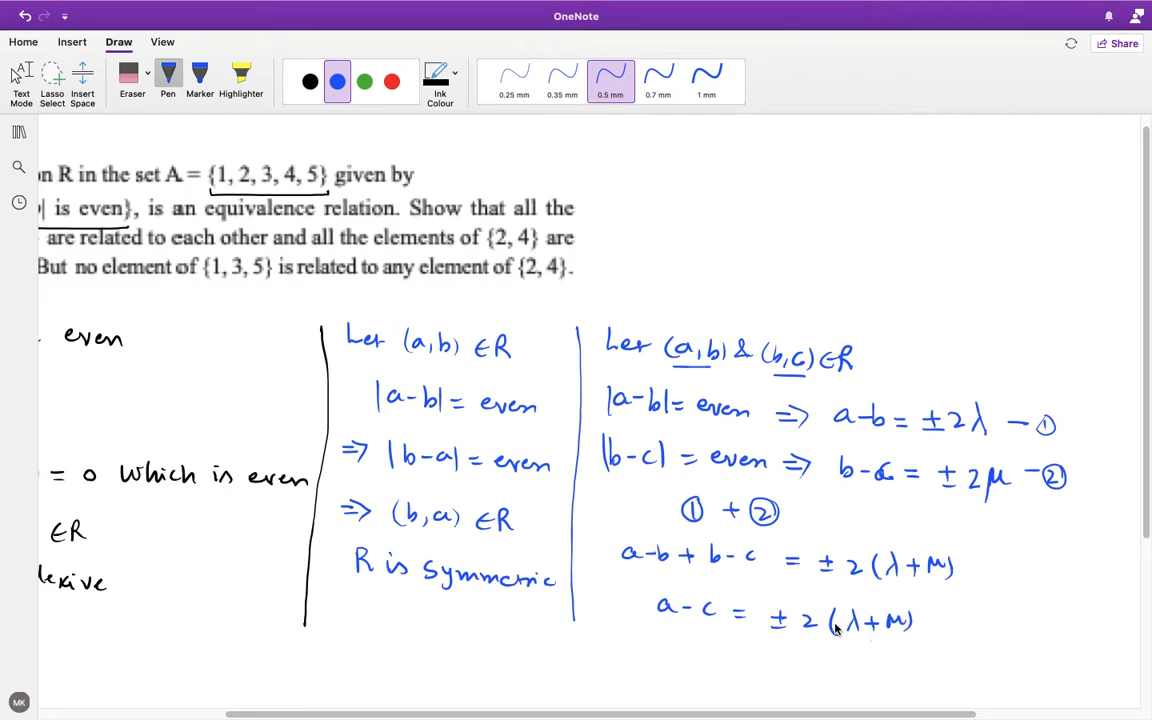 OneNote
Home Insert Draw View
Share
Text Mode
Lasso Select
Insert Space
Eraser
Pen
Marker
Highlighter
Ink Colour
0.25 mm
0.35 mm
0.5 mm
0.7 mm
1 mm
on R in the set A = {1, 2, 3, 4, 5} given by
| is even}, is an equivalence relation. Show that all the
are related to each other and all the elements of {2, 4} are
But no element of {1, 3, 5} is related to any element of {2, 4}.
even
= 0 which is even
∈R
lexive
Let (a,b) ∈R
|a-b| = even
=> |b-a| = even
=> (b,a) ∈R
R is symmetric
Let (a,b) & (b,c) ∈R
|a-b| = even => a-b = ±2λ - ①
|b-c| = even => b-c = ±2μ - ②
① + ②
a-b + b-c = ±2(λ+μ)
a-c = ±2(λ+μ)
MK